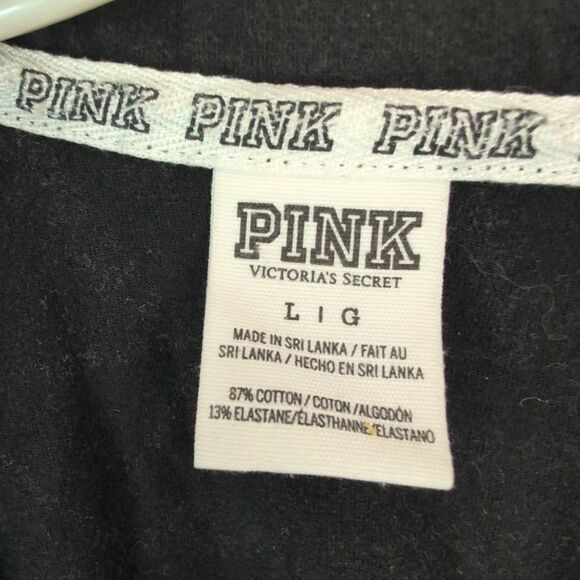 PINK PINK PINK
PINK
VICTORIA'S SECRET
L | G
MADE IN SRI LANKA / FAIT AU
SRI LANKA / HECHO EN SRI LANKA
87% COTTON / COTON / ALGODÓN
13% ELASTANE/ÉLASTHANNE/ELASTANO